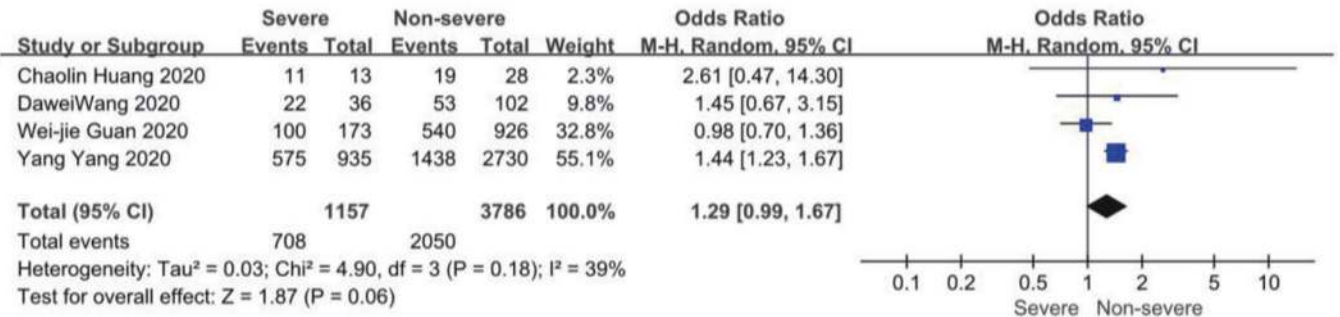 Severe Non-severe Odds Ratio Odds Ratio
Study or Subgroup Events Total Events Total Weight M-H, Random, 95% CI M-H, Random, 95% CI
Chaolin Huang 2020 11 13 19 28 2.3% 2.61 [0.47, 14.30]
DaweiWang 2020 22 36 53 102 9.8% 1.45 [0.67, 3.15]
Wei-jie Guan 2020 100 173 540 926 32.8% 0.98 [0.70, 1.36]
Yang Yang 2020 575 935 1438 2730 55.1% 1.44 [1.23, 1.67]
Total (95% CI) 1157 3786 100.0% 1.29 [0.99, 1.67]
Total events 708 2050
Heterogeneity: Tau² = 0.03; Chi² = 4.90, df = 3 (P = 0.18); I² = 39%
Test for overall effect: Z = 1.87 (P = 0.06)
0.1 0.2 0.5 1 2 5 10
Severe Non-severe